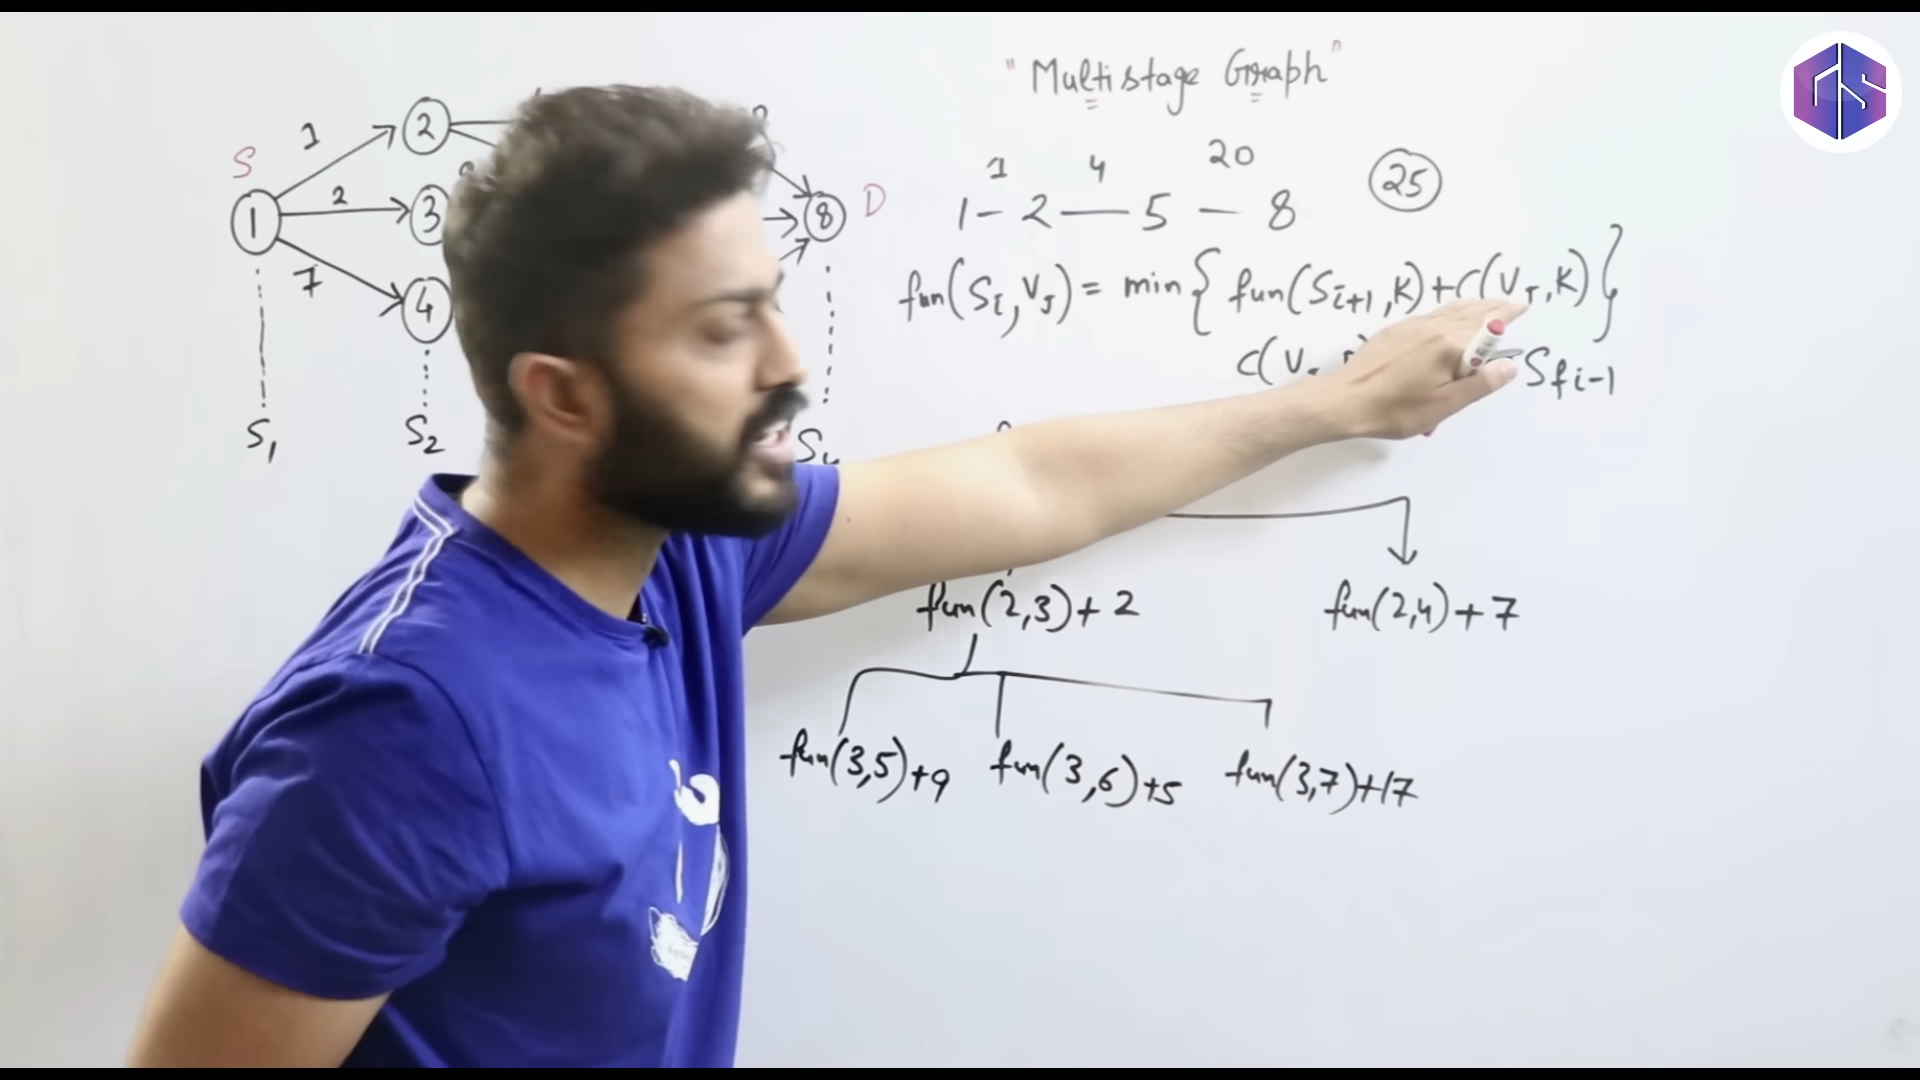 "Multistage Graph"
1 4 20
1 - 2 — 5 - 8 25
fun(Si, VJ) = min{ fun(Si+1, K) + C(VJ, K) }
C(V Sfi-1
S 1 2 7
1 2 3 4 8 D
S1 S2
fun(2,3)+2 fun(2,4)+7
fun(3,5)+9 fun(3,6)+5 fun(3,7)+17